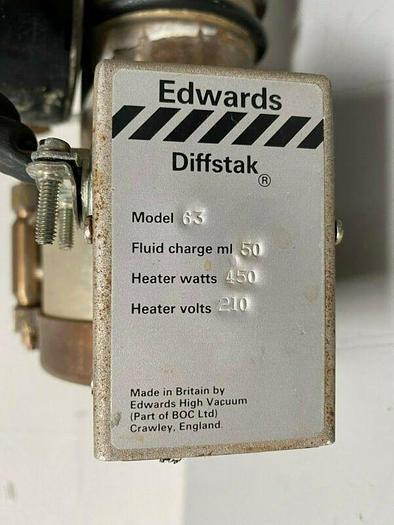 Edwards
Diffstak ®
Model 63
Fluid charge ml 50
Heater watts 450
Heater volts 210
Made in Britain by
Edwards High Vacuum
(Part of BOC Ltd)
Crawley, England.